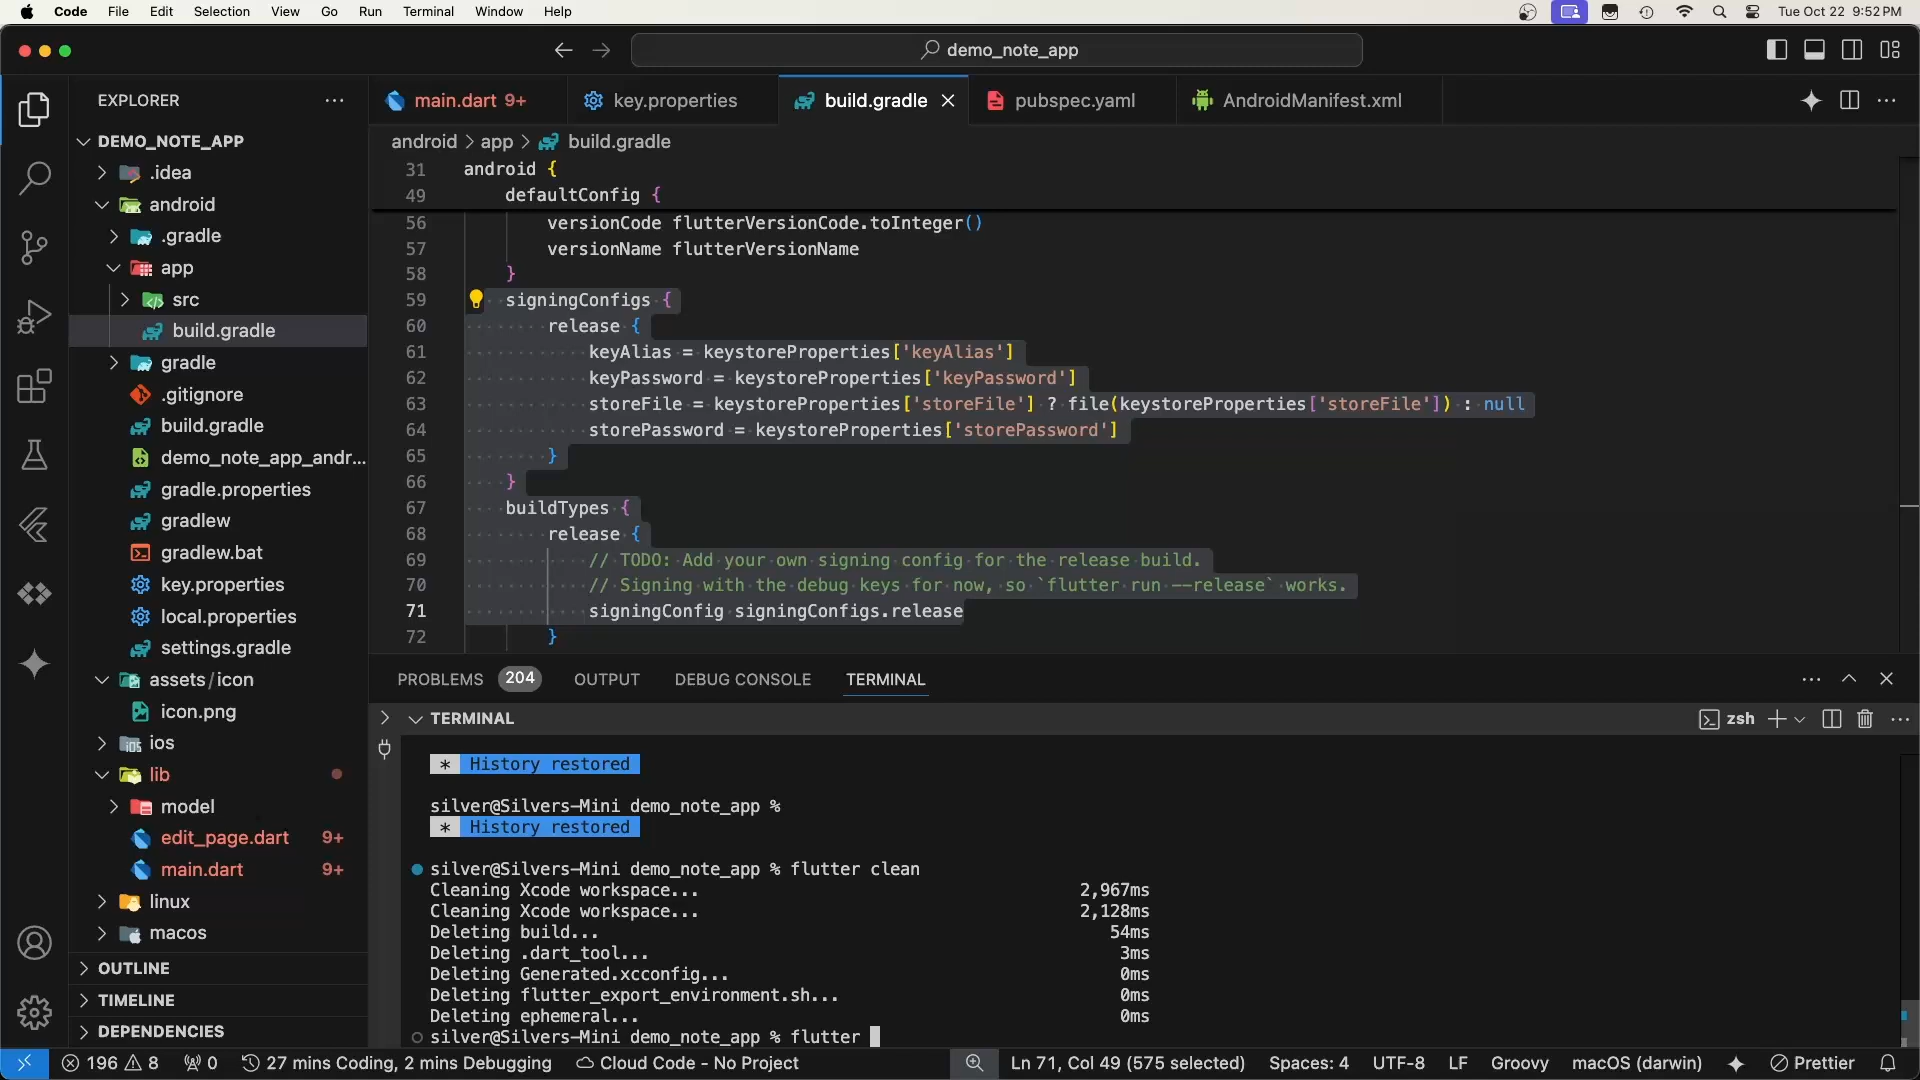 Code File Edit Selection View Go Run Terminal Window Help Tue Oct 22 9:52 PM
demo_note_app
EXPLORER
main.dart 9+ key.properties build.gradle pubspec.yaml AndroidManifest.xml
DEMO_NOTE_APP
.idea
android
.gradle
app
src
build.gradle
gradle
.gitignore
build.gradle
demo_note_app_andr...
gradle.properties
gradlew
gradlew.bat
key.properties
local.properties
settings.gradle
assets/icon
icon.png
ios
lib
model
edit_page.dart 9+
main.dart 9+
linux
macos
OUTLINE
TIMELINE
DEPENDENCIES
android > app > build.gradle
31 android {
49 defaultConfig {
56 versionCode flutterVersionCode.toInteger()
57 versionName flutterVersionName
58 }
59 signingConfigs {
60 release {
61 keyAlias = keystoreProperties['keyAlias']
62 keyPassword = keystoreProperties['keyPassword']
63 storeFile = keystoreProperties['storeFile'] ? file(keystoreProperties['storeFile']) : null
64 storePassword = keystoreProperties['storePassword']
65 }
66 }
67 buildTypes {
68 release {
69 // TODO: Add your own signing config for the release build.
70 // Signing with the debug keys for now, so `flutter run --release` works.
71 signingConfig signingConfigs.release
72 }
PROBLEMS 204 OUTPUT DEBUG CONSOLE TERMINAL
TERMINAL zsh
* History restored
silver@Silvers-Mini demo_note_app %
* History restored
silver@Silvers-Mini demo_note_app % flutter clean
Cleaning Xcode workspace... 2,967ms
Cleaning Xcode workspace... 2,128ms
Deleting build... 54ms
Deleting .dart_tool... 3ms
Deleting Generated.xcconfig... 0ms
Deleting flutter_export_environment.sh... 0ms
Deleting ephemeral... 0ms
silver@Silvers-Mini demo_note_app % flutter
196 8 0 27 mins Coding, 2 mins Debugging Cloud Code - No Project Ln 71, Col 49 (575 selected) Spaces: 4 UTF-8 LF Groovy macOS (darwin) Prettier